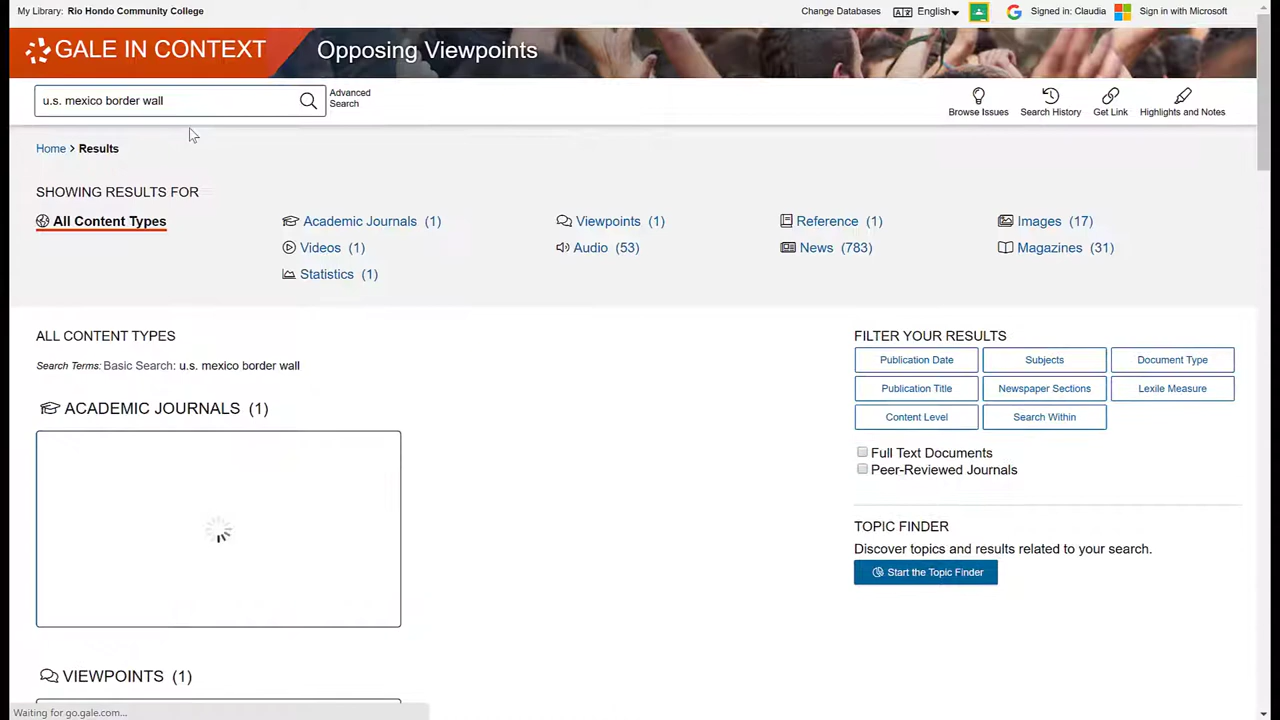 My Library: Rio Hondo Community College
Change Databases
English
Signed in: Claudia
Sign in with Microsoft
GALE IN CONTEXT
Opposing Viewpoints
u.s. mexico border wall
Advanced
Search
Browse Issues
Search History
Get Link
Highlights and Notes
Home > Results
SHOWING RESULTS FOR
All Content Types
Academic Journals (1)
Viewpoints (1)
Reference (1)
Images (17)
Videos (1)
Audio (53)
News (783)
Magazines (31)
Statistics (1)
ALL CONTENT TYPES
Search Terms: Basic Search: u.s. mexico border wall
ACADEMIC JOURNALS (1)
VIEWPOINTS (1)
FILTER YOUR RESULTS
Publication Date
Subjects
Document Type
Publication Title
Newspaper Sections
Lexile Measure
Content Level
Search Within
Full Text Documents
Peer-Reviewed Journals
TOPIC FINDER
Discover topics and results related to your search.
Start the Topic Finder
Waiting for go.gale.com...